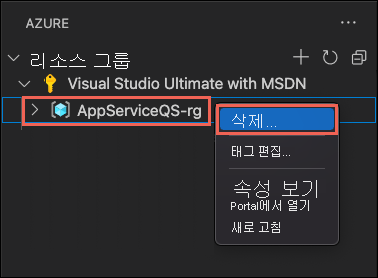 AZURE
리소스 그룹
Visual Studio Ultimate with MSDN
AppServiceQS-rg
삭제...
태그 편집...
속성 보기
Portal에서 열기
새로 고침